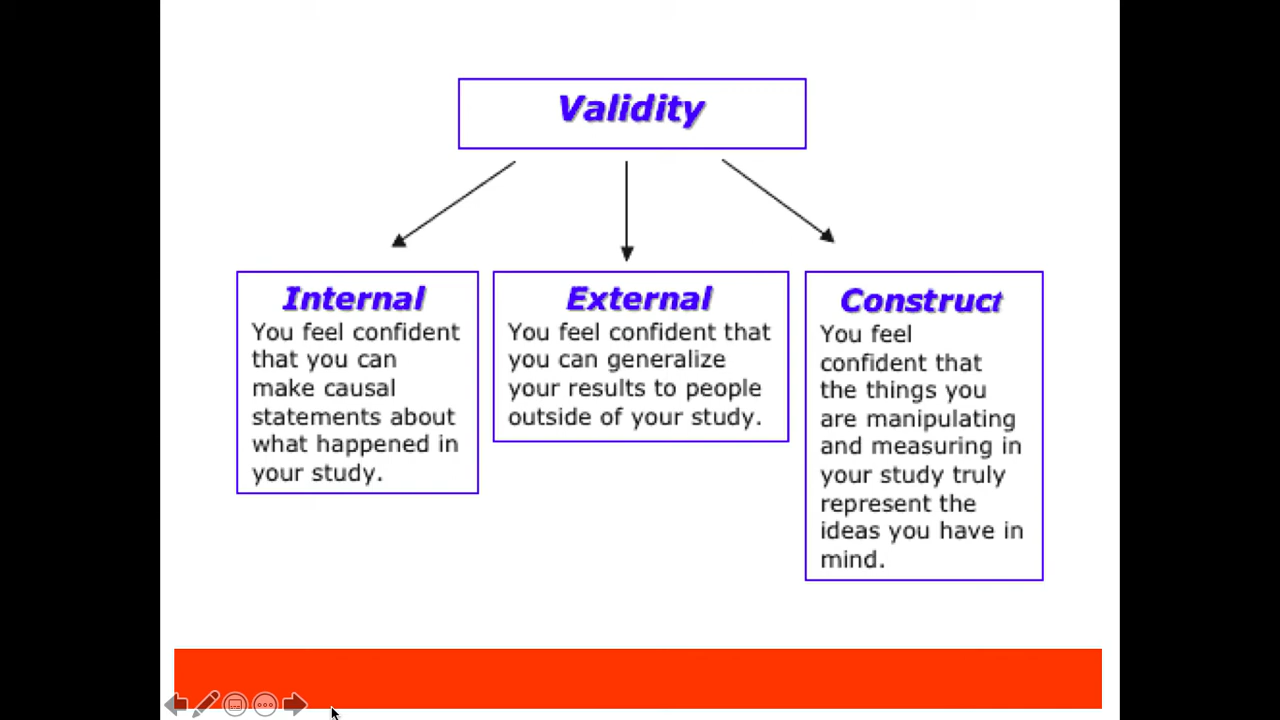 Validity
Internal
You feel confident
that you can
make causal
statements about
what happened in
your study.
External
You feel confident that
you can generalize
your results to people
outside of your study.
Construct
You feel
confident that
the things you
are manipulating
and measuring in
your study truly
represent the
ideas you have in
mind.